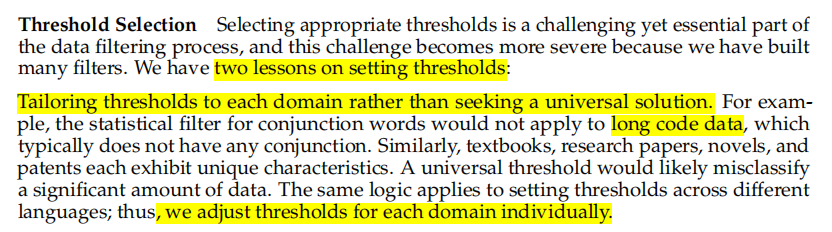 Threshold Selection Selecting appropriate thresholds is a challenging yet essential part of
the data filtering process, and this challenge becomes more severe because we have built
many filters. We have two lessons on setting thresholds:
Tailoring thresholds to each domain rather than seeking a universal solution. For exam-
ple, the statistical filter for conjunction words would not apply to long code data, which
typically does not have any conjunction. Similarly, textbooks, research papers, novels, and
patents each exhibit unique characteristics. A universal threshold would likely misclassify
a significant amount of data. The same logic applies to setting thresholds across different
languages; thus, we adjust thresholds for each domain individually.